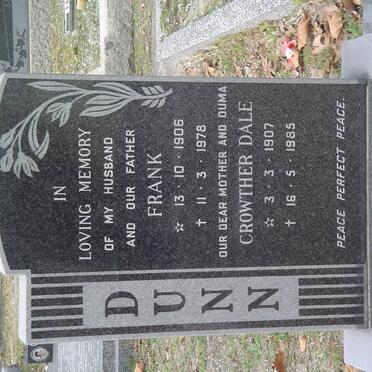 IN
LOVING MEMORY
OF MY HUSBAND
AND OUR FATHER
FRANK
☆ 13 · 10 · 1906
† 11 · 3 · 1978
OUR DEAR MOTHER AND OUMA
CROWTHER DALE
☆ 3 · 3 · 1907
† 16 · 5 · 1985
PEACE PERFECT PEACE.
DUNN